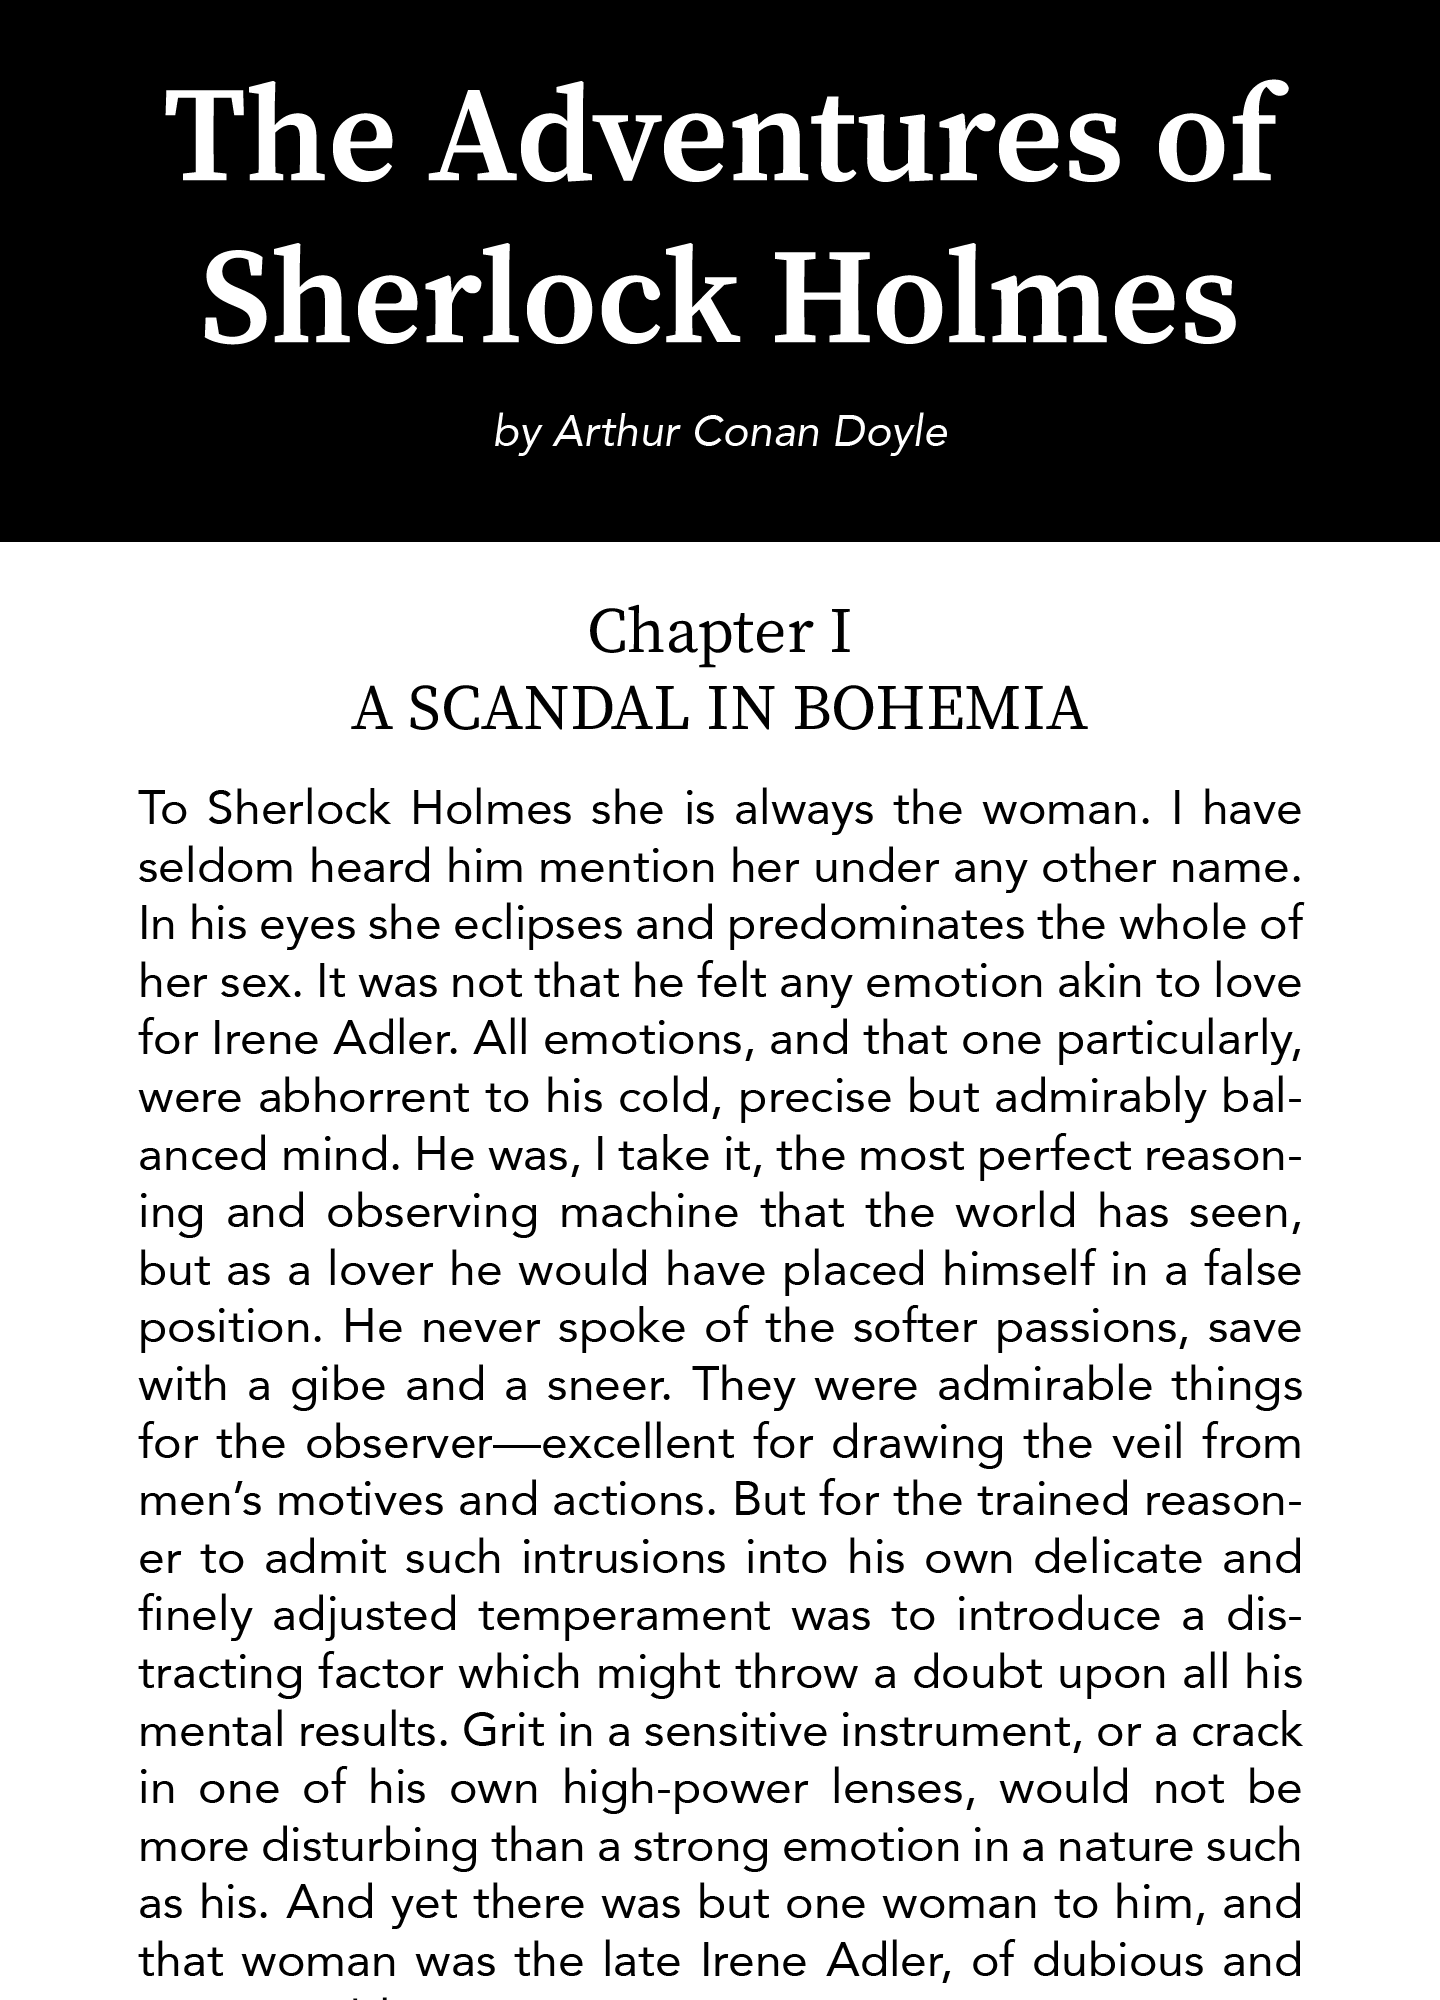 The Adventures of
Sherlock Holmes
by Arthur Conan Doyle
Chapter I
A SCANDAL IN BOHEMIA
To Sherlock Holmes she is always the woman. I have
seldom heard him mention her under any other name.
In his eyes she eclipses and predominates the whole of
her sex. It was not that he felt any emotion akin to love
for Irene Adler. All emotions, and that one particularly,
were abhorrent to his cold, precise but admirably bal-
anced mind. He was, I take it, the most perfect reason-
ing and observing machine that the world has seen,
but as a lover he would have placed himself in a false
position. He never spoke of the softer passions, save
with a gibe and a sneer. They were admirable things
for the observer—excellent for drawing the veil from
men’s motives and actions. But for the trained reason-
er to admit such intrusions into his own delicate and
finely adjusted temperament was to introduce a dis-
tracting factor which might throw a doubt upon all his
mental results. Grit in a sensitive instrument, or a crack
in one of his own high-power lenses, would not be
more disturbing than a strong emotion in a nature such
as his. And yet there was but one woman to him, and
that woman was the late Irene Adler, of dubious and